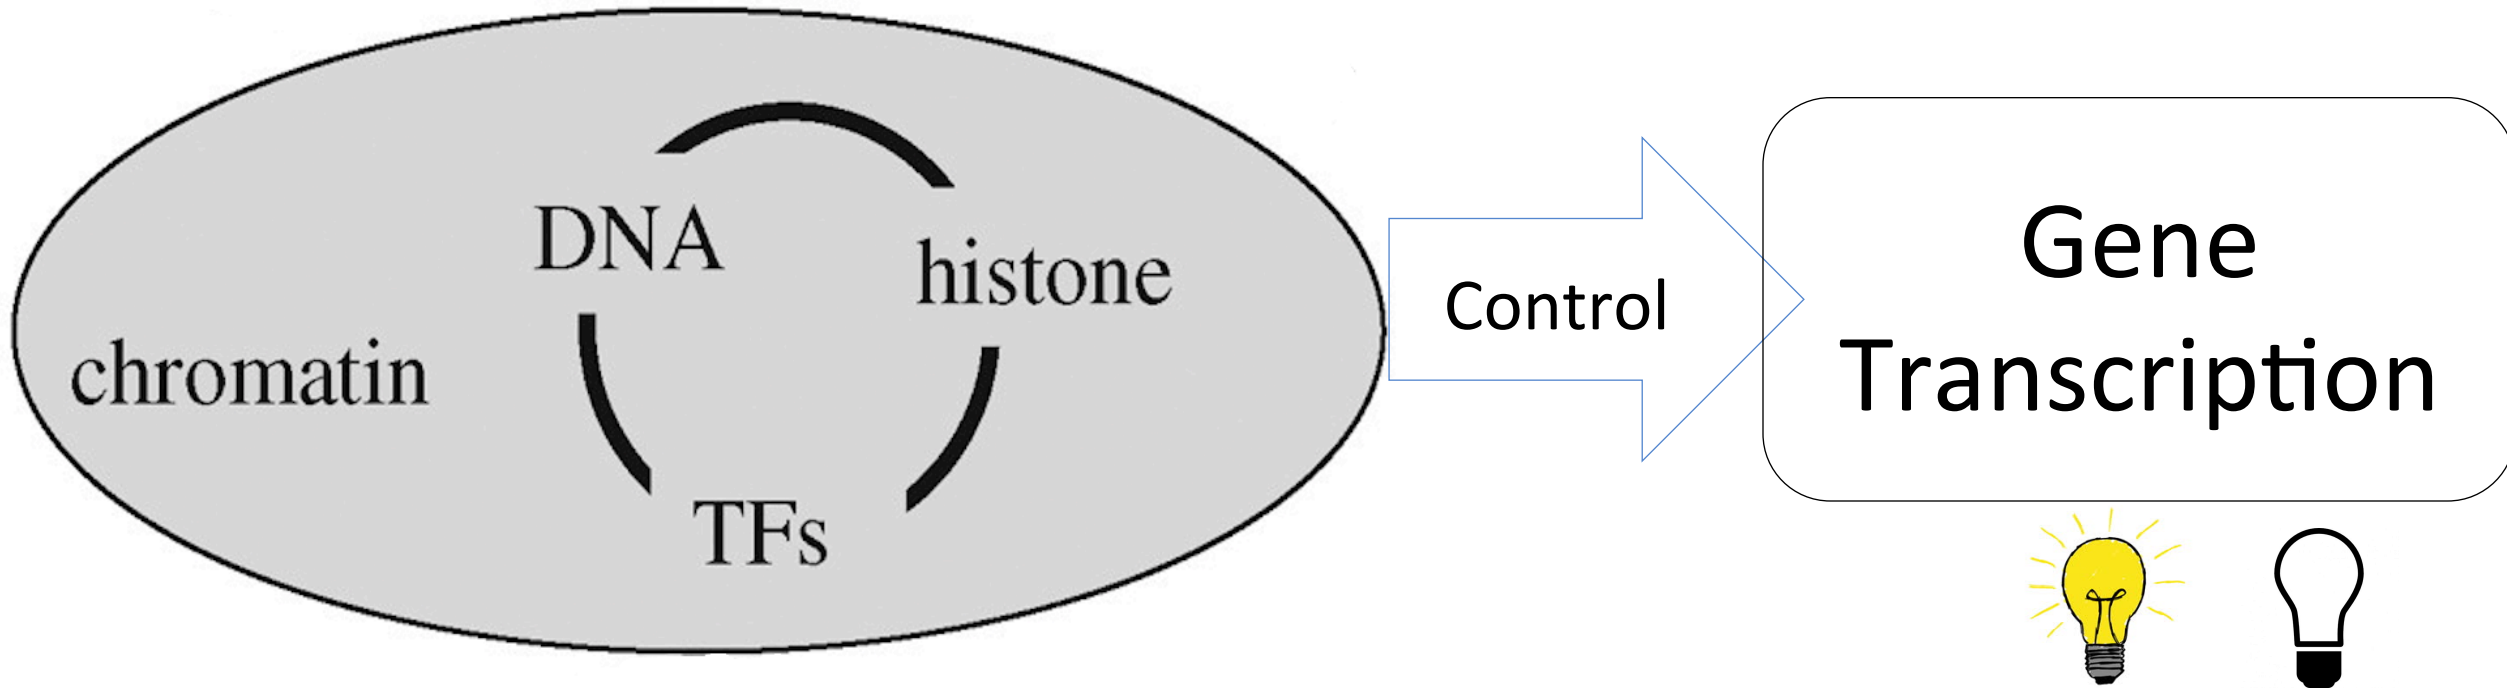 DNA
histone
chromatin
TFs
Control
Gene
Transcription